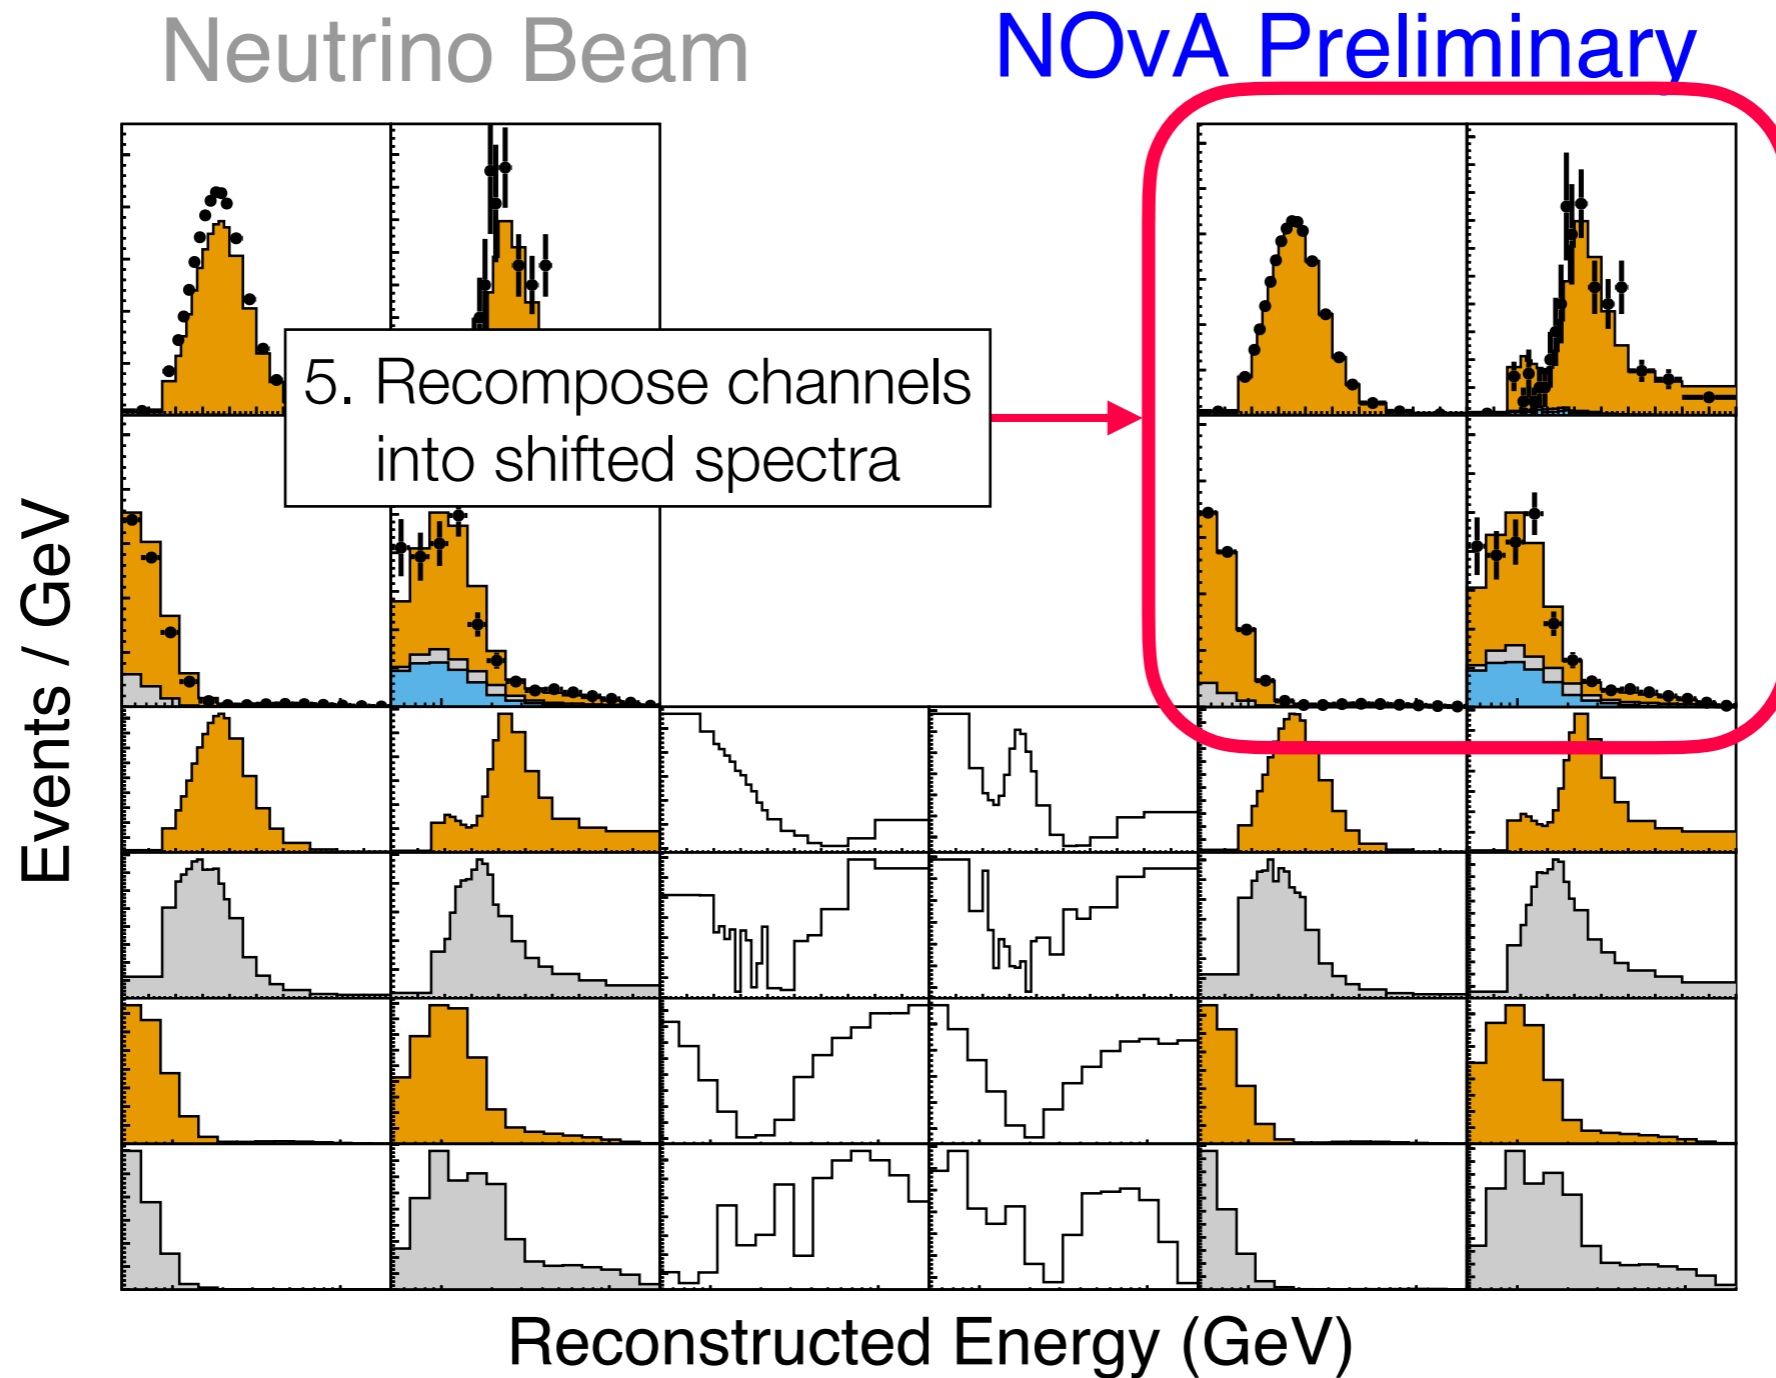 Neutrino Beam
NOvA Preliminary
5. Recompose channels
into shifted spectra
Events / GeV
Reconstructed Energy (GeV)